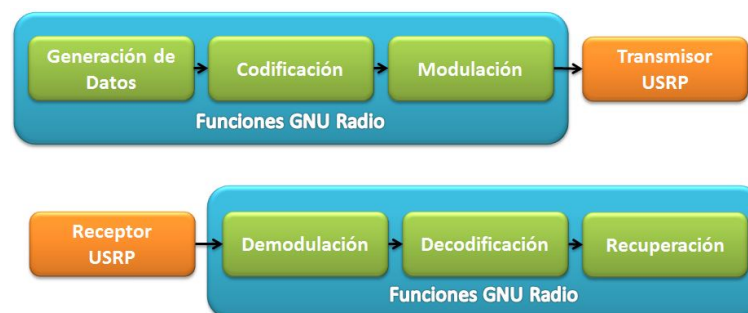 Generación de
Datos
Codificación
Modulación
Transmisor
USRP
Funciones GNU Radio
Receptor
USRP
Demodulación
Decodificación
Recuperación
Funciones GNU Radio